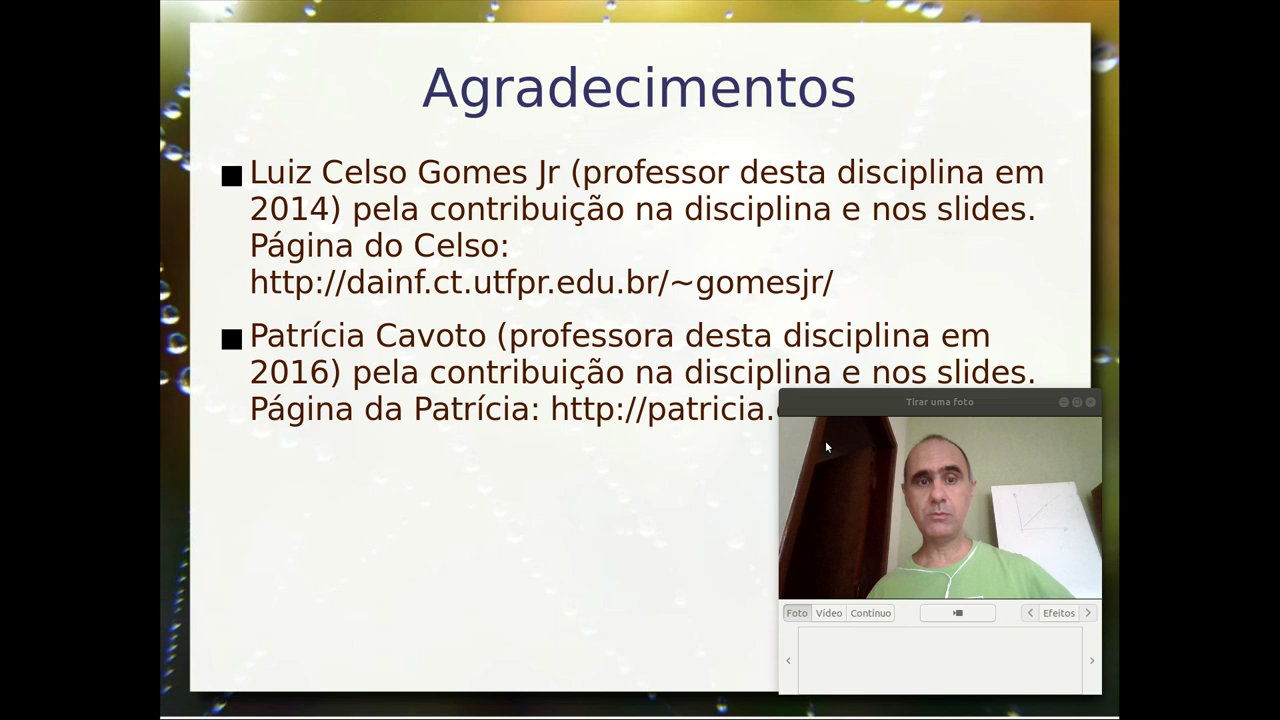 Agradecimentos
Luiz Celso Gomes Jr (professor desta disciplina em
2014) pela contribuição na disciplina e nos slides.
Página do Celso:
http://dainf.ct.utfpr.edu.br/~gomesjr/
Patrícia Cavoto (professora desta disciplina em
2016) pela contribuição na disciplina e nos slides.
Página da Patrícia: http://patricia.
Tirar uma foto
Foto Vídeo Contínuo Efeitos